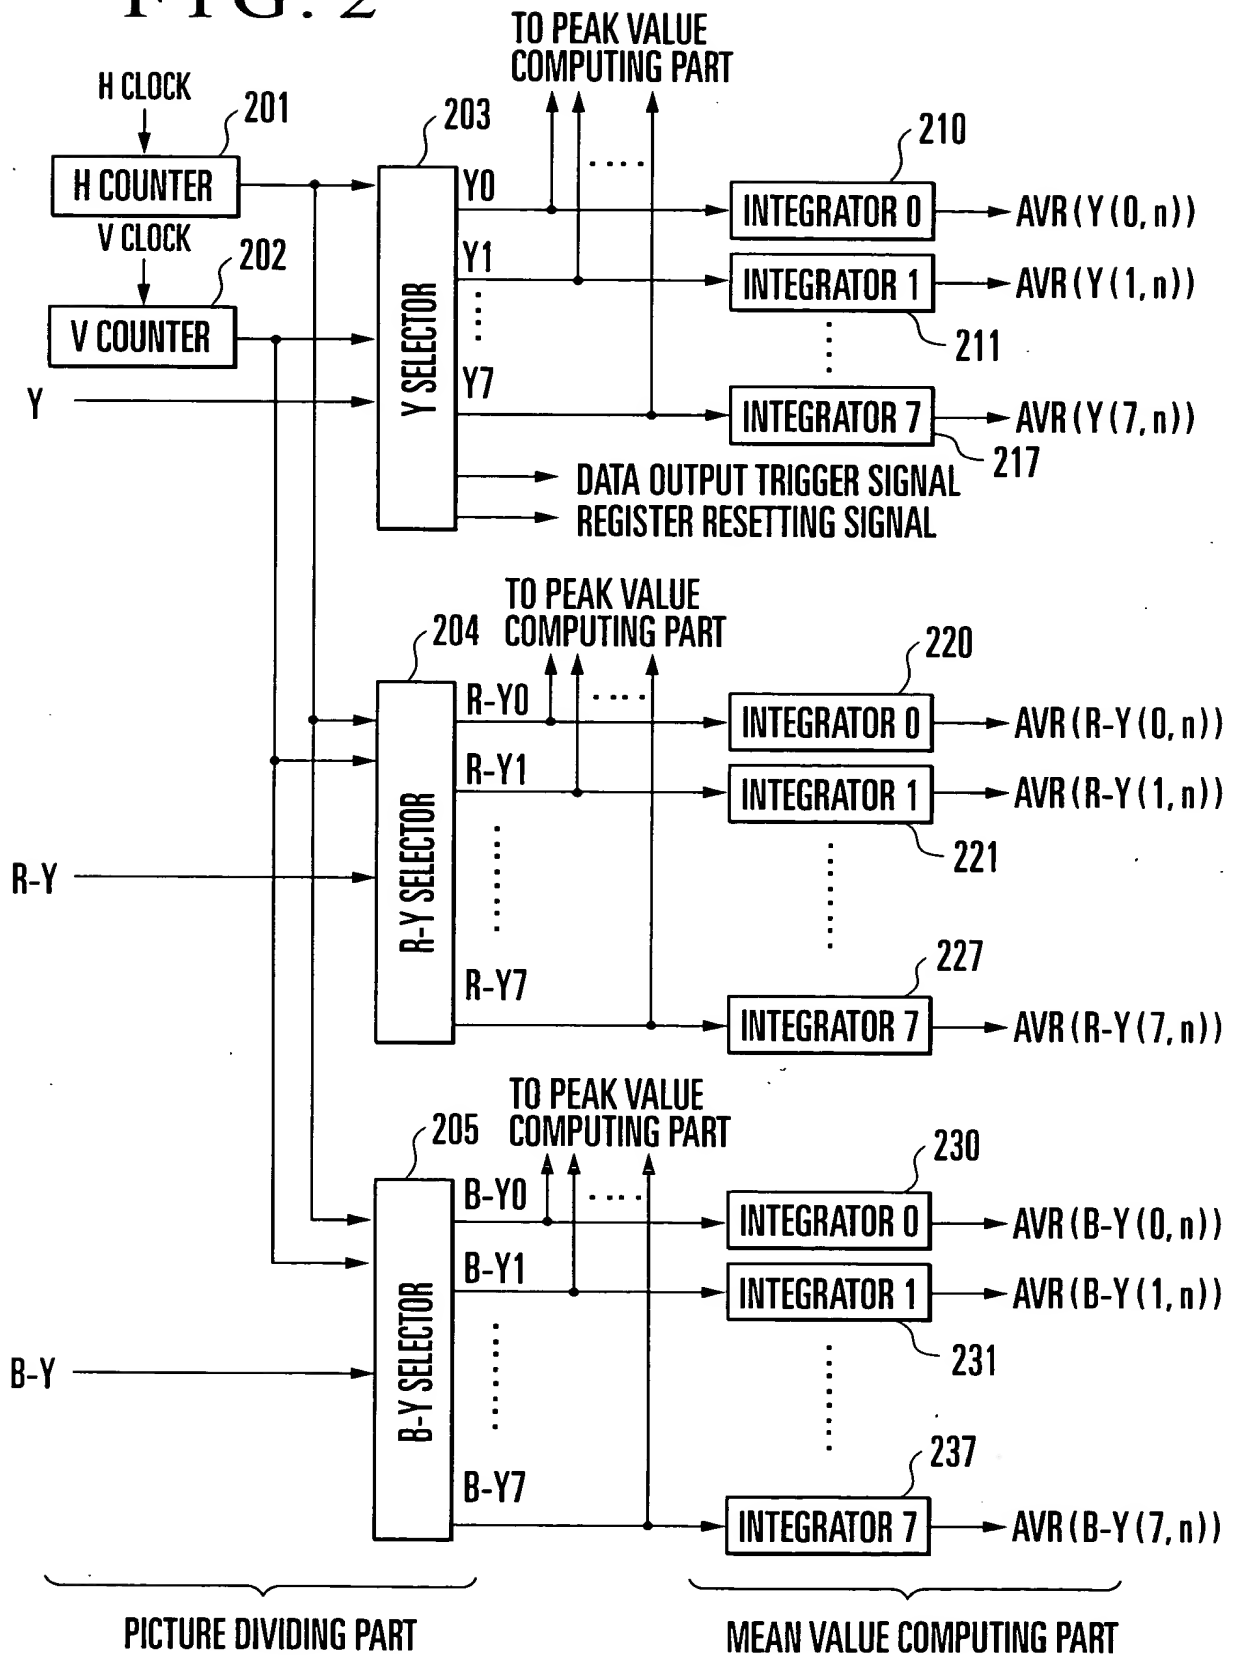 FIG. 2
TO PEAK VALUE
COMPUTING PART
H CLOCK
201
203
210
H COUNTER
Y0
INTEGRATOR 0
AVR(Y(0,n))
V CLOCK
202
Y1
INTEGRATOR 1
AVR(Y(1,n))
V COUNTER
Y SELECTOR
211
Y
Y7
INTEGRATOR 7
AVR(Y(7,n))
217
DATA OUTPUT TRIGGER SIGNAL
REGISTER RESETTING SIGNAL
TO PEAK VALUE
COMPUTING PART
204
220
R-Y0
INTEGRATOR 0
AVR(R-Y(0,n))
R-Y1
INTEGRATOR 1
AVR(R-Y(1,n))
221
R-Y
R-Y SELECTOR
227
R-Y7
INTEGRATOR 7
AVR(R-Y(7,n))
TO PEAK VALUE
COMPUTING PART
205
230
B-Y0
INTEGRATOR 0
AVR(B-Y(0,n))
B-Y1
INTEGRATOR 1
AVR(B-Y(1,n))
231
B-Y
B-Y SELECTOR
237
B-Y7
INTEGRATOR 7
AVR(B-Y(7,n))
PICTURE DIVIDING PART
MEAN VALUE COMPUTING PART